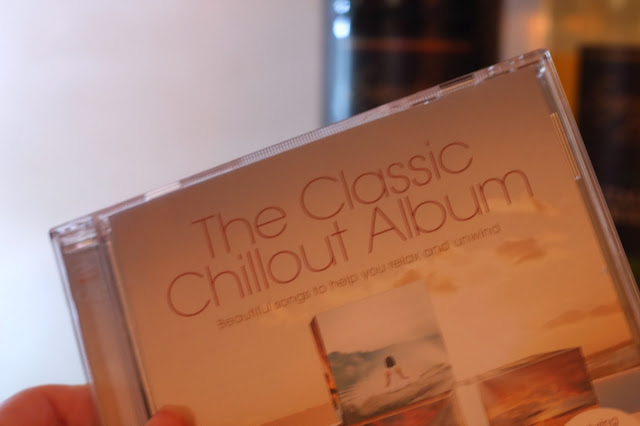 The Classic
Chillout Album
Beautiful songs to help you relax and unwind